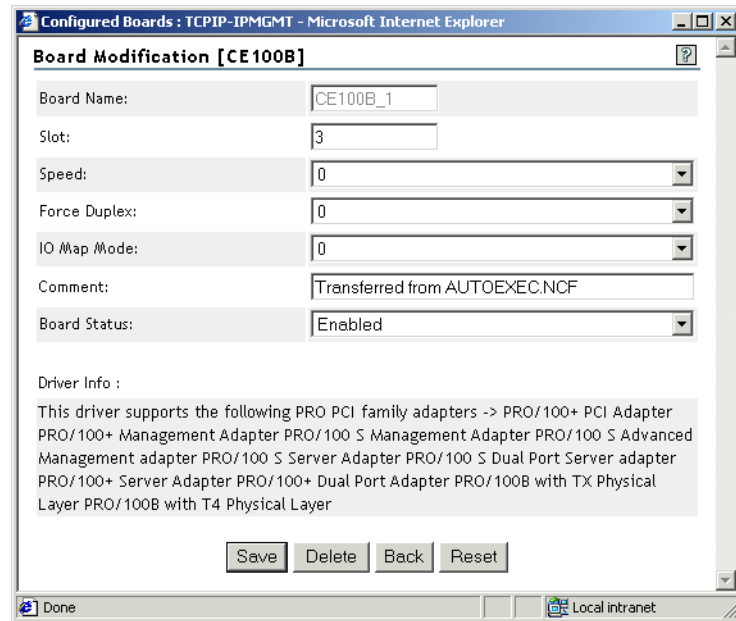 Configured Boards : TCPIP-IPMGMT - Microsoft Internet Explorer
Board Modification [CE100B]
?
Board Name: CE100B_1
Slot: 3
Speed: 0
Force Duplex: 0
IO Map Mode: 0
Comment: Transferred from AUTOEXEC.NCF
Board Status: Enabled
Driver Info :
This driver supports the following PRO PCI family adapters -> PRO/100+ PCI Adapter
PRO/100+ Management Adapter PRO/100 S Management Adapter PRO/100 S Advanced
Management adapter PRO/100 S Server Adapter PRO/100 S Dual Port Server adapter
PRO/100+ Server Adapter PRO/100+ Dual Port Adapter PRO/100B with TX Physical
Layer PRO/100B with T4 Physical Layer
Save Delete Back Reset
Done Local intranet